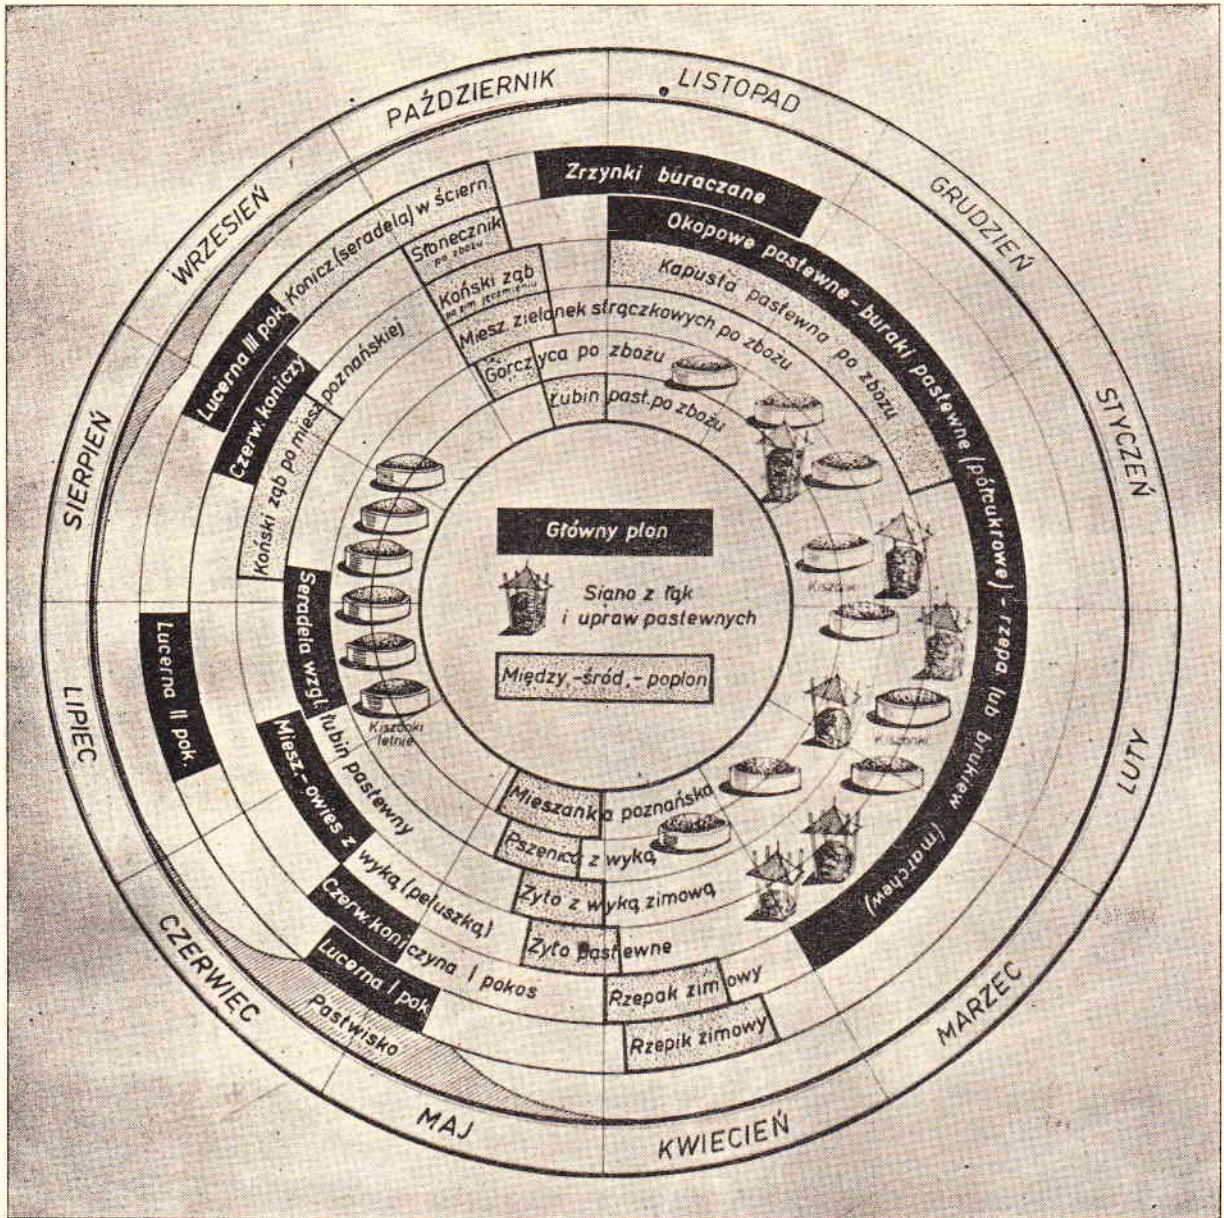 PAŹDZIERNIK
LISTOPAD
GRUDZIEŃ
STYCZEŃ
LUTY
MARZEC
KWIECIEŃ
MAJ
CZERWIEC
LIPIEC
SIERPIEŃ
WRZESIEŃ
Zrzynki buraczane
Okopowe pastewne - buraki pastewne (półcukrowe) - rzepa lub brukiew (marchew)
Kapusta pastewna po zbożu
Konicz. (seradela) w ściern.
Słonecznik
po zbożu
Koński ząb
po zim. jęczmieniu
Miesz. zielonek strączkowych po zbożu
Gorczyca po zbożu
Łubin past. po zbożu
Lucerna III pok.
Czerw. koniczy
Koński ząb po miesz. poznańskiej
Seradela wzgl. łubin pastewny
Lucerna II pok.
Miesz.-owies z wyką (peluszką)
Czerw. koniczyna I pokos
Lucerna I pok.
Pastwisko
Kiszonki
letnie
Kiszonki
Kiszonki
Główny plon
Siano z łąk
i upraw pastewnych
Między,-śród,-poplon
Mieszanka poznańska
Pszenica z wyką
Żyto z wyką zimową
Żyto pastewne
Rzepak zimowy
Rzepik zimowy